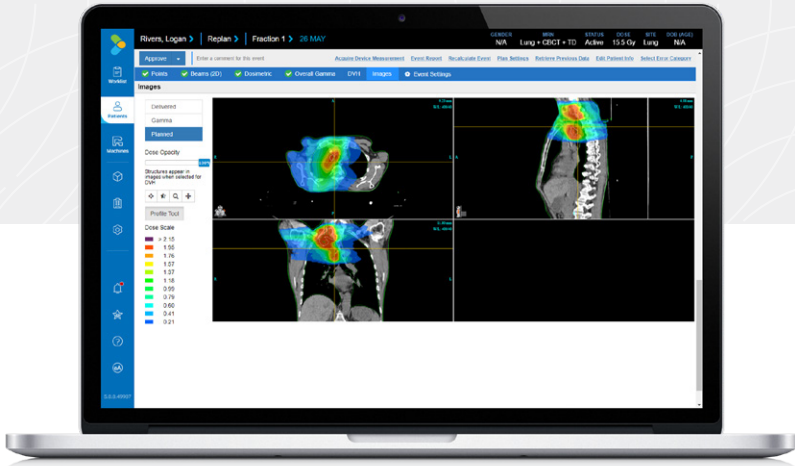 Rivers, Logan > Replan > Fraction 1 > 26 MAY
GENDER N/A
MRN Lung + CBCT + TD
STATUS Active
DOSE 15.5 Gy
SITE Lung
DOB (AGE) N/A
Approve
Enter a comment for this event
Acquire Device Measurement Event Report Recalculate Event Plan Settings Retrieve Previous Data Edit Patient Info Select Error Category
Points Beams (2D) Dosimetric Overall Gamma DVH Images Event Settings
Images
Worklist
Patients
Machines
Delivered
Gamma
Planned
Dose Opacity
Structures appear in
images when selected for
DVH
Profile Tool
Dose Scale
> 2.15
1.95
1.76
1.57
1.37
1.18
0.99
0.79
0.60
0.41
0.21